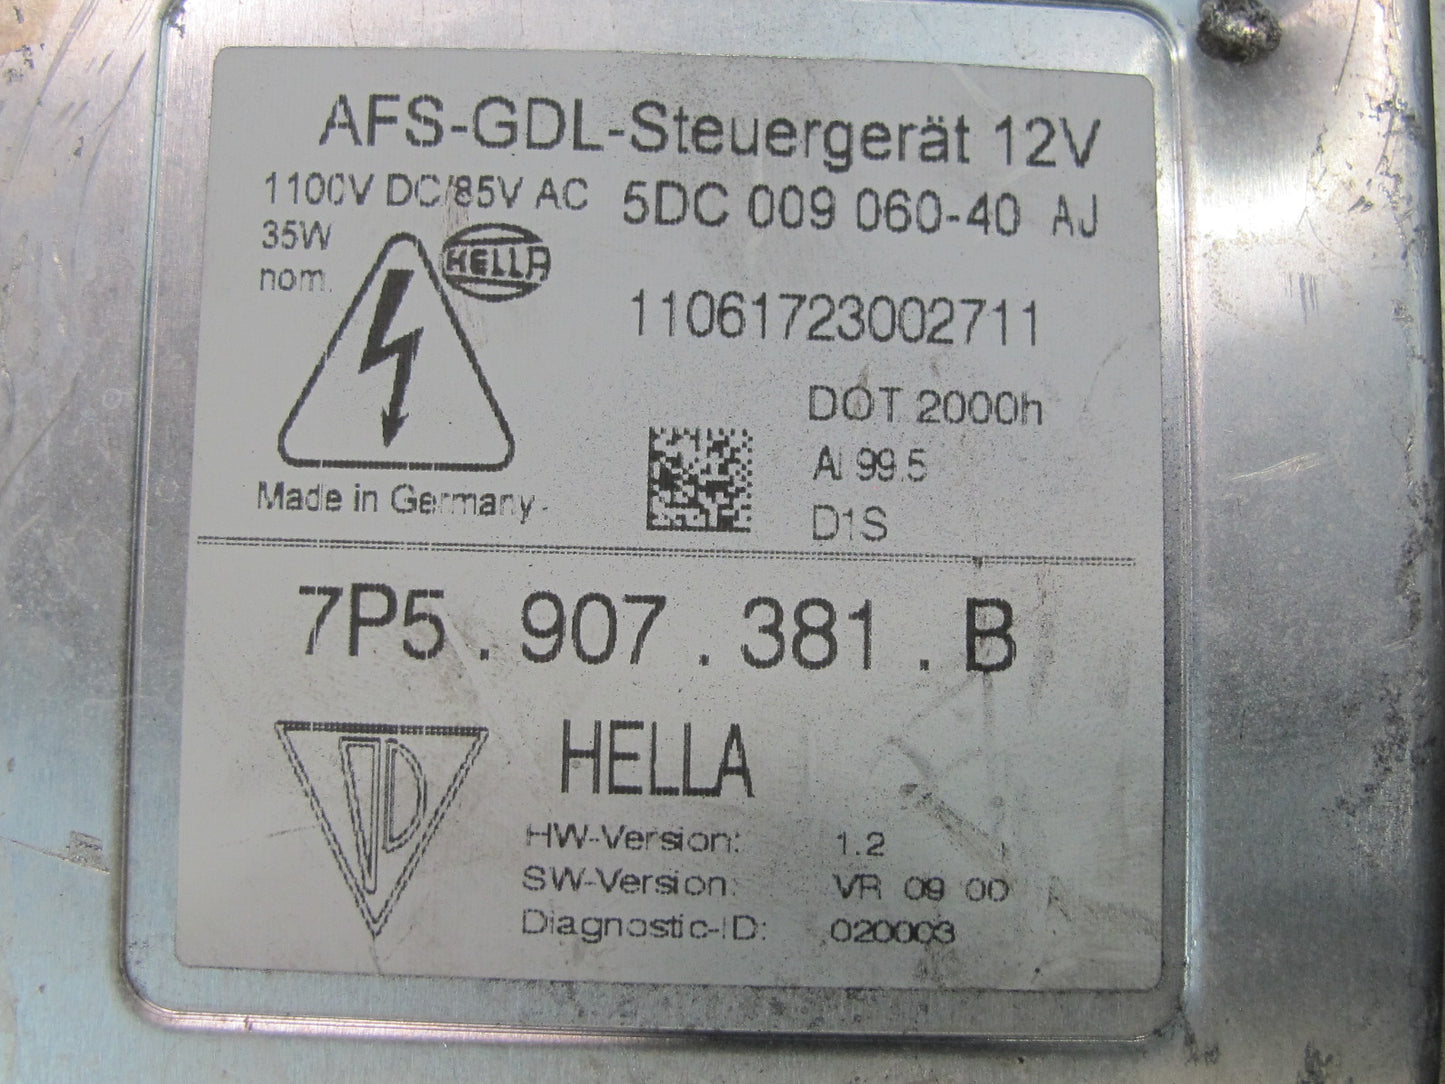 AFS-GDL-Steuergerät 12V
1100V DC/85V AC 5DC 009 060-40 AJ
35W
nom.
HELLA
11061723002711
DOT 2000h
Al 99.5
D1S
Made in Germany
7P5.907.381.B
HELLA
HW-Version: 1.2
SW-Version: VR 09 00
Diagnostic-ID: 020003